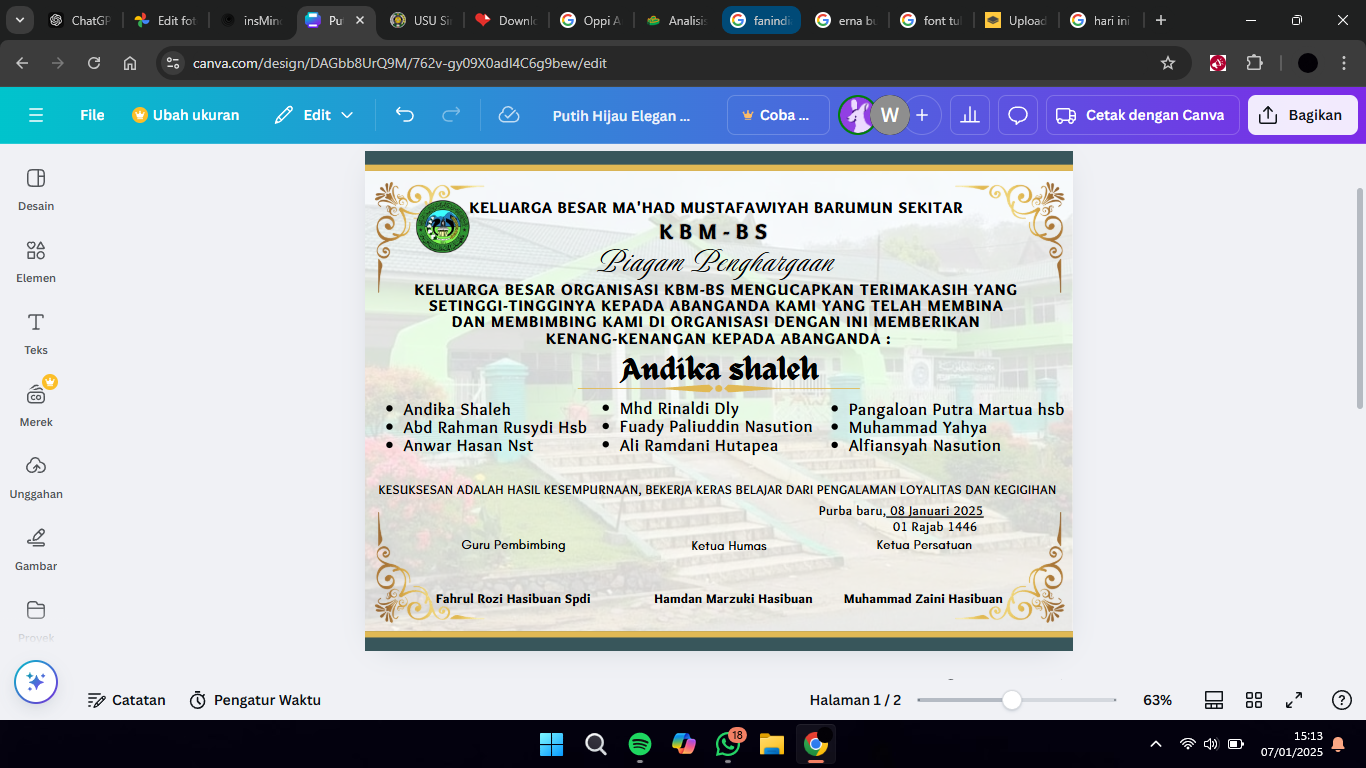 ChatGP
Edit fot
insMind
Pu
USU Si
Downlo
Oppi A
Analisis
fanindi
erna bu
font tul
Upload
hari ini
canva.com/design/DAGbb8UrQ9M/762v-gy09X0adI4C6g9bew/edit
File
Ubah ukuran
Edit
Putih Hijau Elegan ...
Coba ...
W
Cetak dengan Canva
Bagikan
Desain
Elemen
Teks
Merek
Unggahan
Gambar
Proyek
KELUARGA BESAR MA'HAD MUSTAFAWIYAH BARUMUN SEKITAR
KBM-BS
Piagam Penghargaan
KELUARGA BESAR ORGANISASI KBM-BS MENGUCAPKAN TERIMAKASIH YANG
SETINGGI-TINGGINYA KEPADA ABANGANDA KAMI YANG TELAH MEMBINA
DAN MEMBIMBING KAMI DI ORGANISASI DENGAN INI MEMBERIKAN
KENANG-KENANGAN KEPADA ABANGANDA :
Andika shaleh
• Andika Shaleh
• Abd Rahman Rusydi Hsb
• Anwar Hasan Nst
• Mhd Rinaldi Dly
• Fuady Paliuddin Nasution
• Ali Ramdani Hutapea
• Pangaloan Putra Martua hsb
• Muhammad Yahya
• Alfiansyah Nasution
KESUKSESAN ADALAH HASIL KESEMPURNAAN, BEKERJA KERAS BELAJAR DARI PENGALAMAN LOYALITAS DAN KEGIGIHAN
Purba baru, 08 Januari 2025
01 Rajab 1446
Guru Pembimbing
Ketua Humas
Ketua Persatuan
Fahrul Rozi Hasibuan Spdi
Hamdan Marzuki Hasibuan
Muhammad Zaini Hasibuan
Catatan
Pengatur Waktu
Halaman 1 / 2
63%
18
15:13
07/01/2025